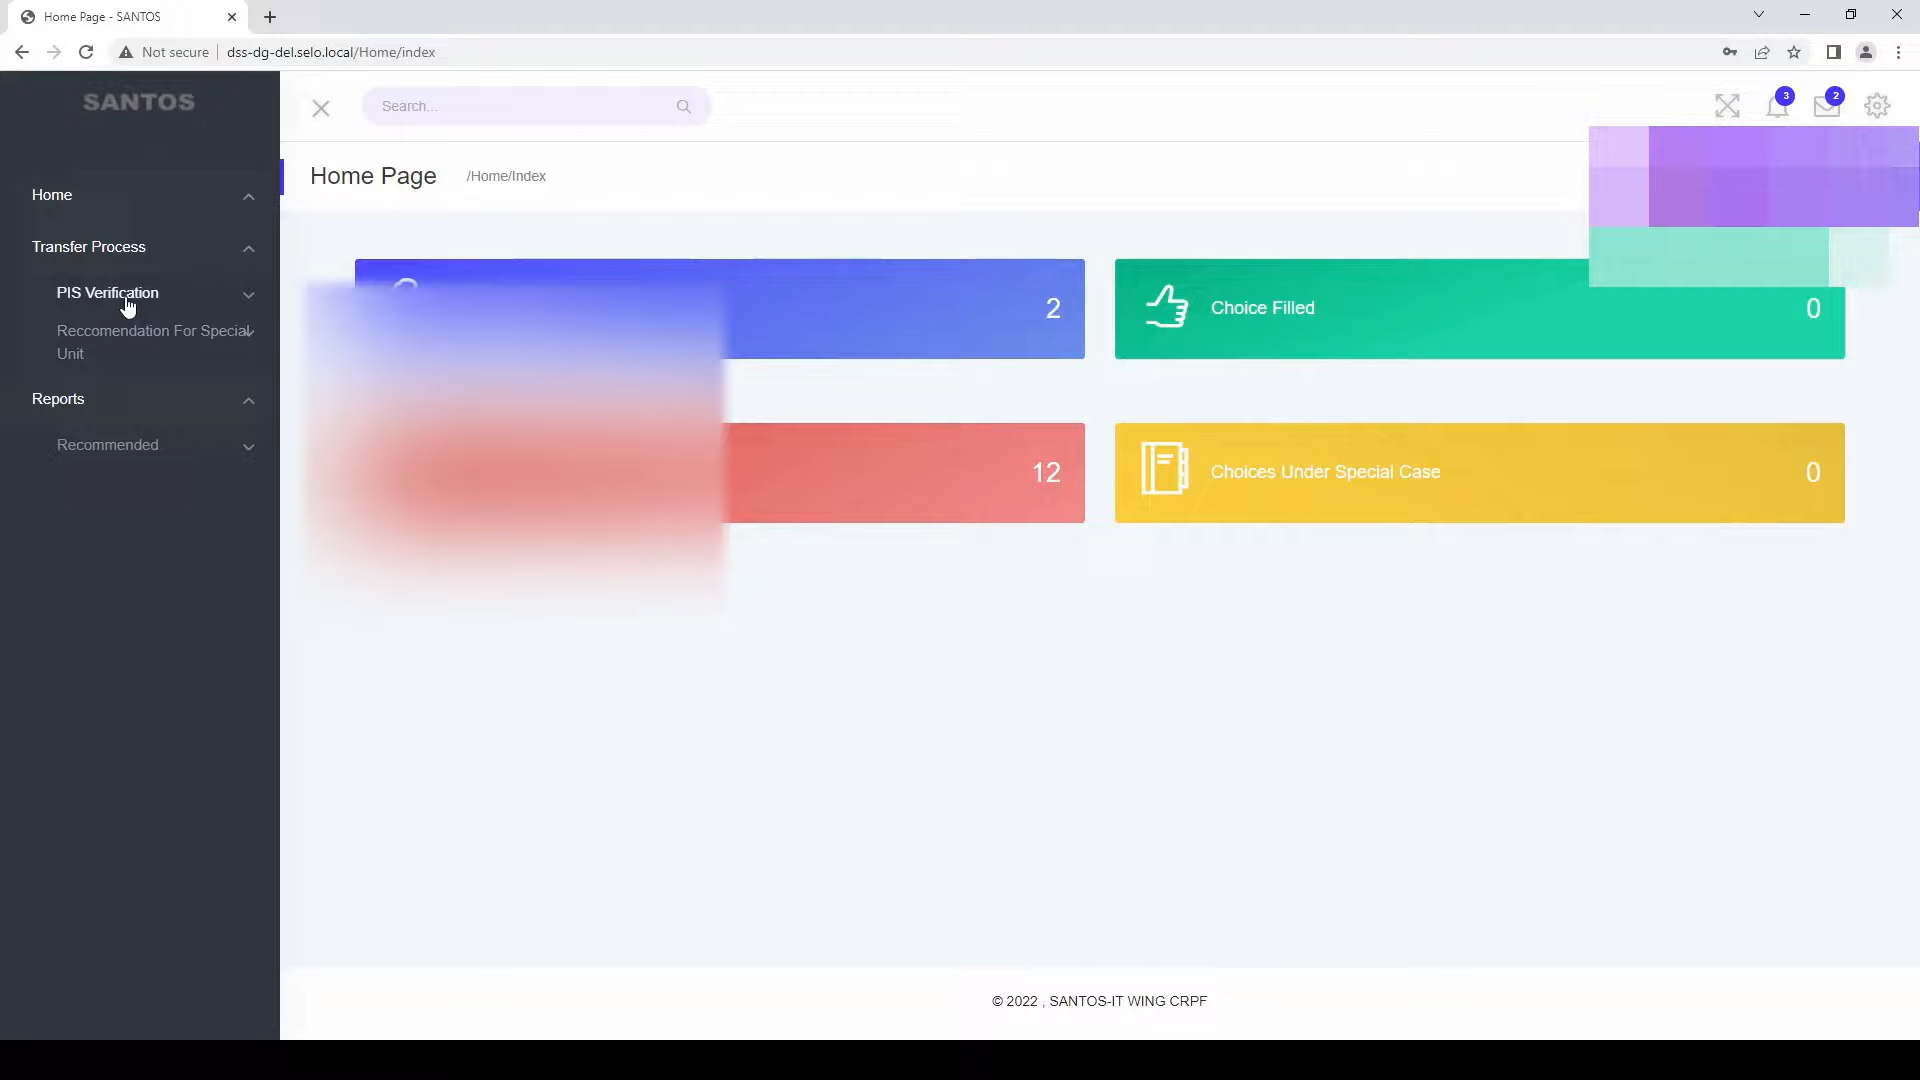 Home Page - SANTOS
Not secure
dss-dg-del.selo.local/Home/index
SANTOS
Search...
3
2
Home Page
/Home/Index
Home
Transfer Process
PIS Verification
Reccomendation For Special
Unit
Reports
Recommended
2
Choice Filled
0
12
Choices Under Special Case
0
© 2022 , SANTOS-IT WING CRPF